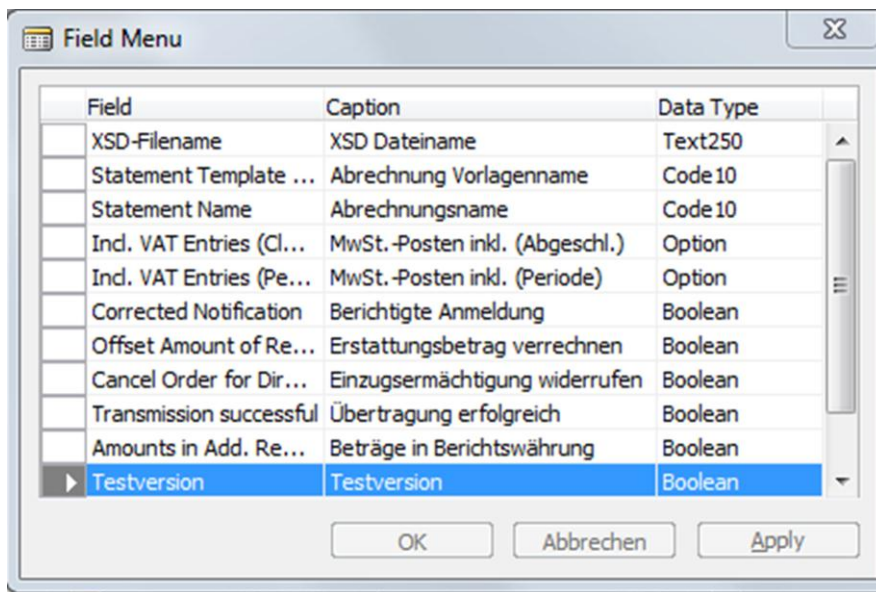 Field Menu
Field Caption Data Type
XSD-Filename XSD Dateiname Text250
Statement Template ... Abrechnung Vorlagenname Code10
Statement Name Abrechnungsname Code10
Incl. VAT Entries (Cl... MwSt.-Posten inkl. (Abgeschl.) Option
Incl. VAT Entries (Pe... MwSt.-Posten inkl. (Periode) Option
Corrected Notification Berichtigte Anmeldung Boolean
Offset Amount of Re... Erstattungsbetrag verrechnen Boolean
Cancel Order for Dir... Einzugsermächtigung widerrufen Boolean
Transmission successful Übertragung erfolgreich Boolean
Amounts in Add. Re... Beträge in Berichtswährung Boolean
Testversion Testversion Boolean
OK Abbrechen Apply